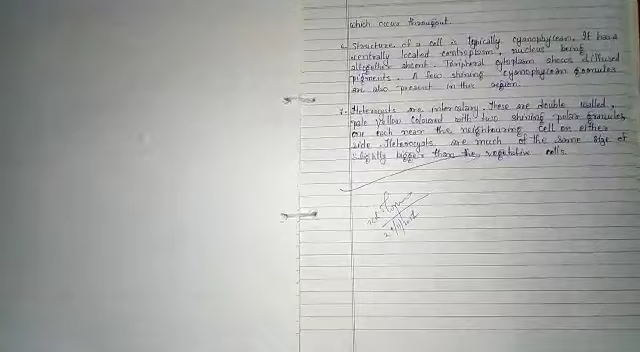 which occur throughout.
6. Structure of a cell is typically cyanophycean. It has a
centrally located centroplasm, nucleus being
altogether absent. Peripheral cytoplasm shows diffused
pigments. A few shining cyanophycean granules
are also present in this region.
7. Heterocysts are intercalary. These are double walled,
pale yellow coloured with two shining polar granules,
one each near the neighbouring cell on either
side. Heterocysts are much of the same size or
slightly bigger than the vegetative cells.